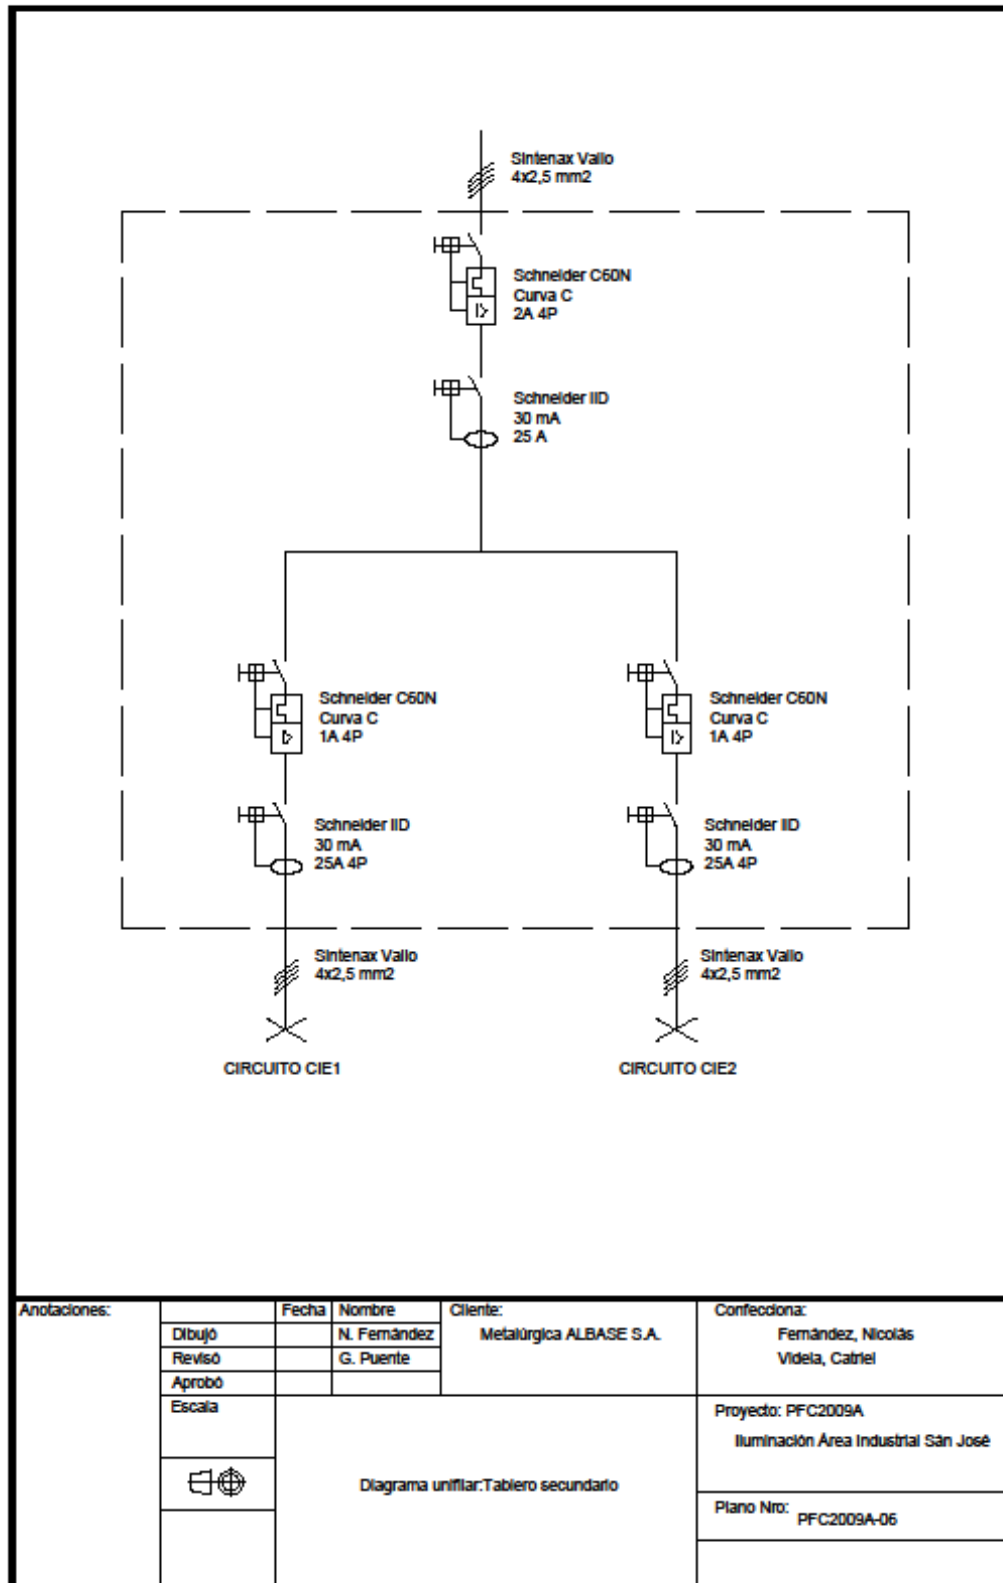 Sintenax Valio
4x2,5 mm2
Schneider C60N
Curva C
2A 4P
Schneider IID
30 mA
25 A
Schneider C60N
Curva C
1A 4P
Schneider C60N
Curva C
1A 4P
Schneider IID
30 mA
25A 4P
Schneider IID
30 mA
25A 4P
Sintenax Valio
4x2,5 mm2
Sintenax Valio
4x2,5 mm2
CIRCUITO CIE1
CIRCUITO CIE2
Anotaciones:
Fecha
Nombre
Dibujó
N. Fernández
Revisó
G. Puente
Aprobó
Escala
Cliente:
Metalúrgica ALBASE S.A.
Confecciona:
Fernández, Nicolás
Videla, Catriel
Diagrama unifilar:Tablero secundario
Proyecto: PFC2009A
Iluminación Área Industrial Sán José
Plano Nro: PFC2009A-06